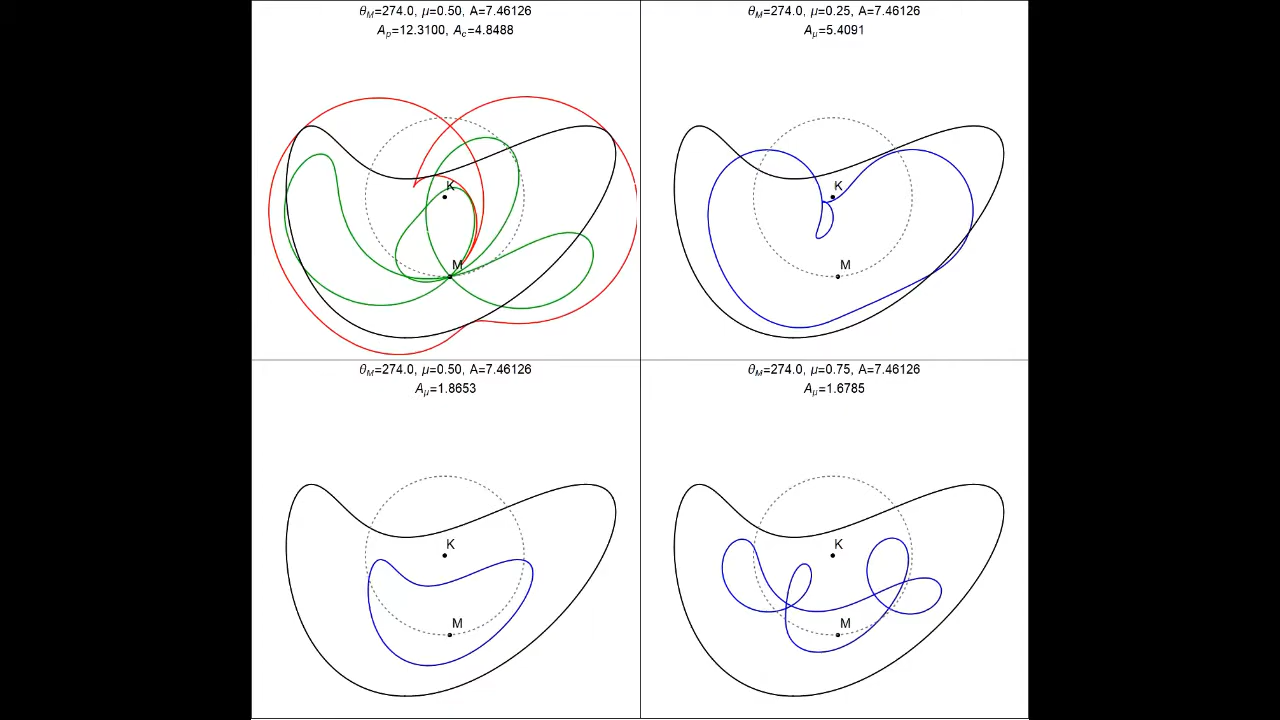 θM=274.0, μ=0.50, A=7.46126
Ap=12.3100, Ac=4.8488
K
M
θM=274.0, μ=0.25, A=7.46126
Aμ=5.4091
K
M
θM=274.0, μ=0.50, A=7.46126
Aμ=1.8653
K
M
θM=274.0, μ=0.75, A=7.46126
Aμ=1.6785
K
M